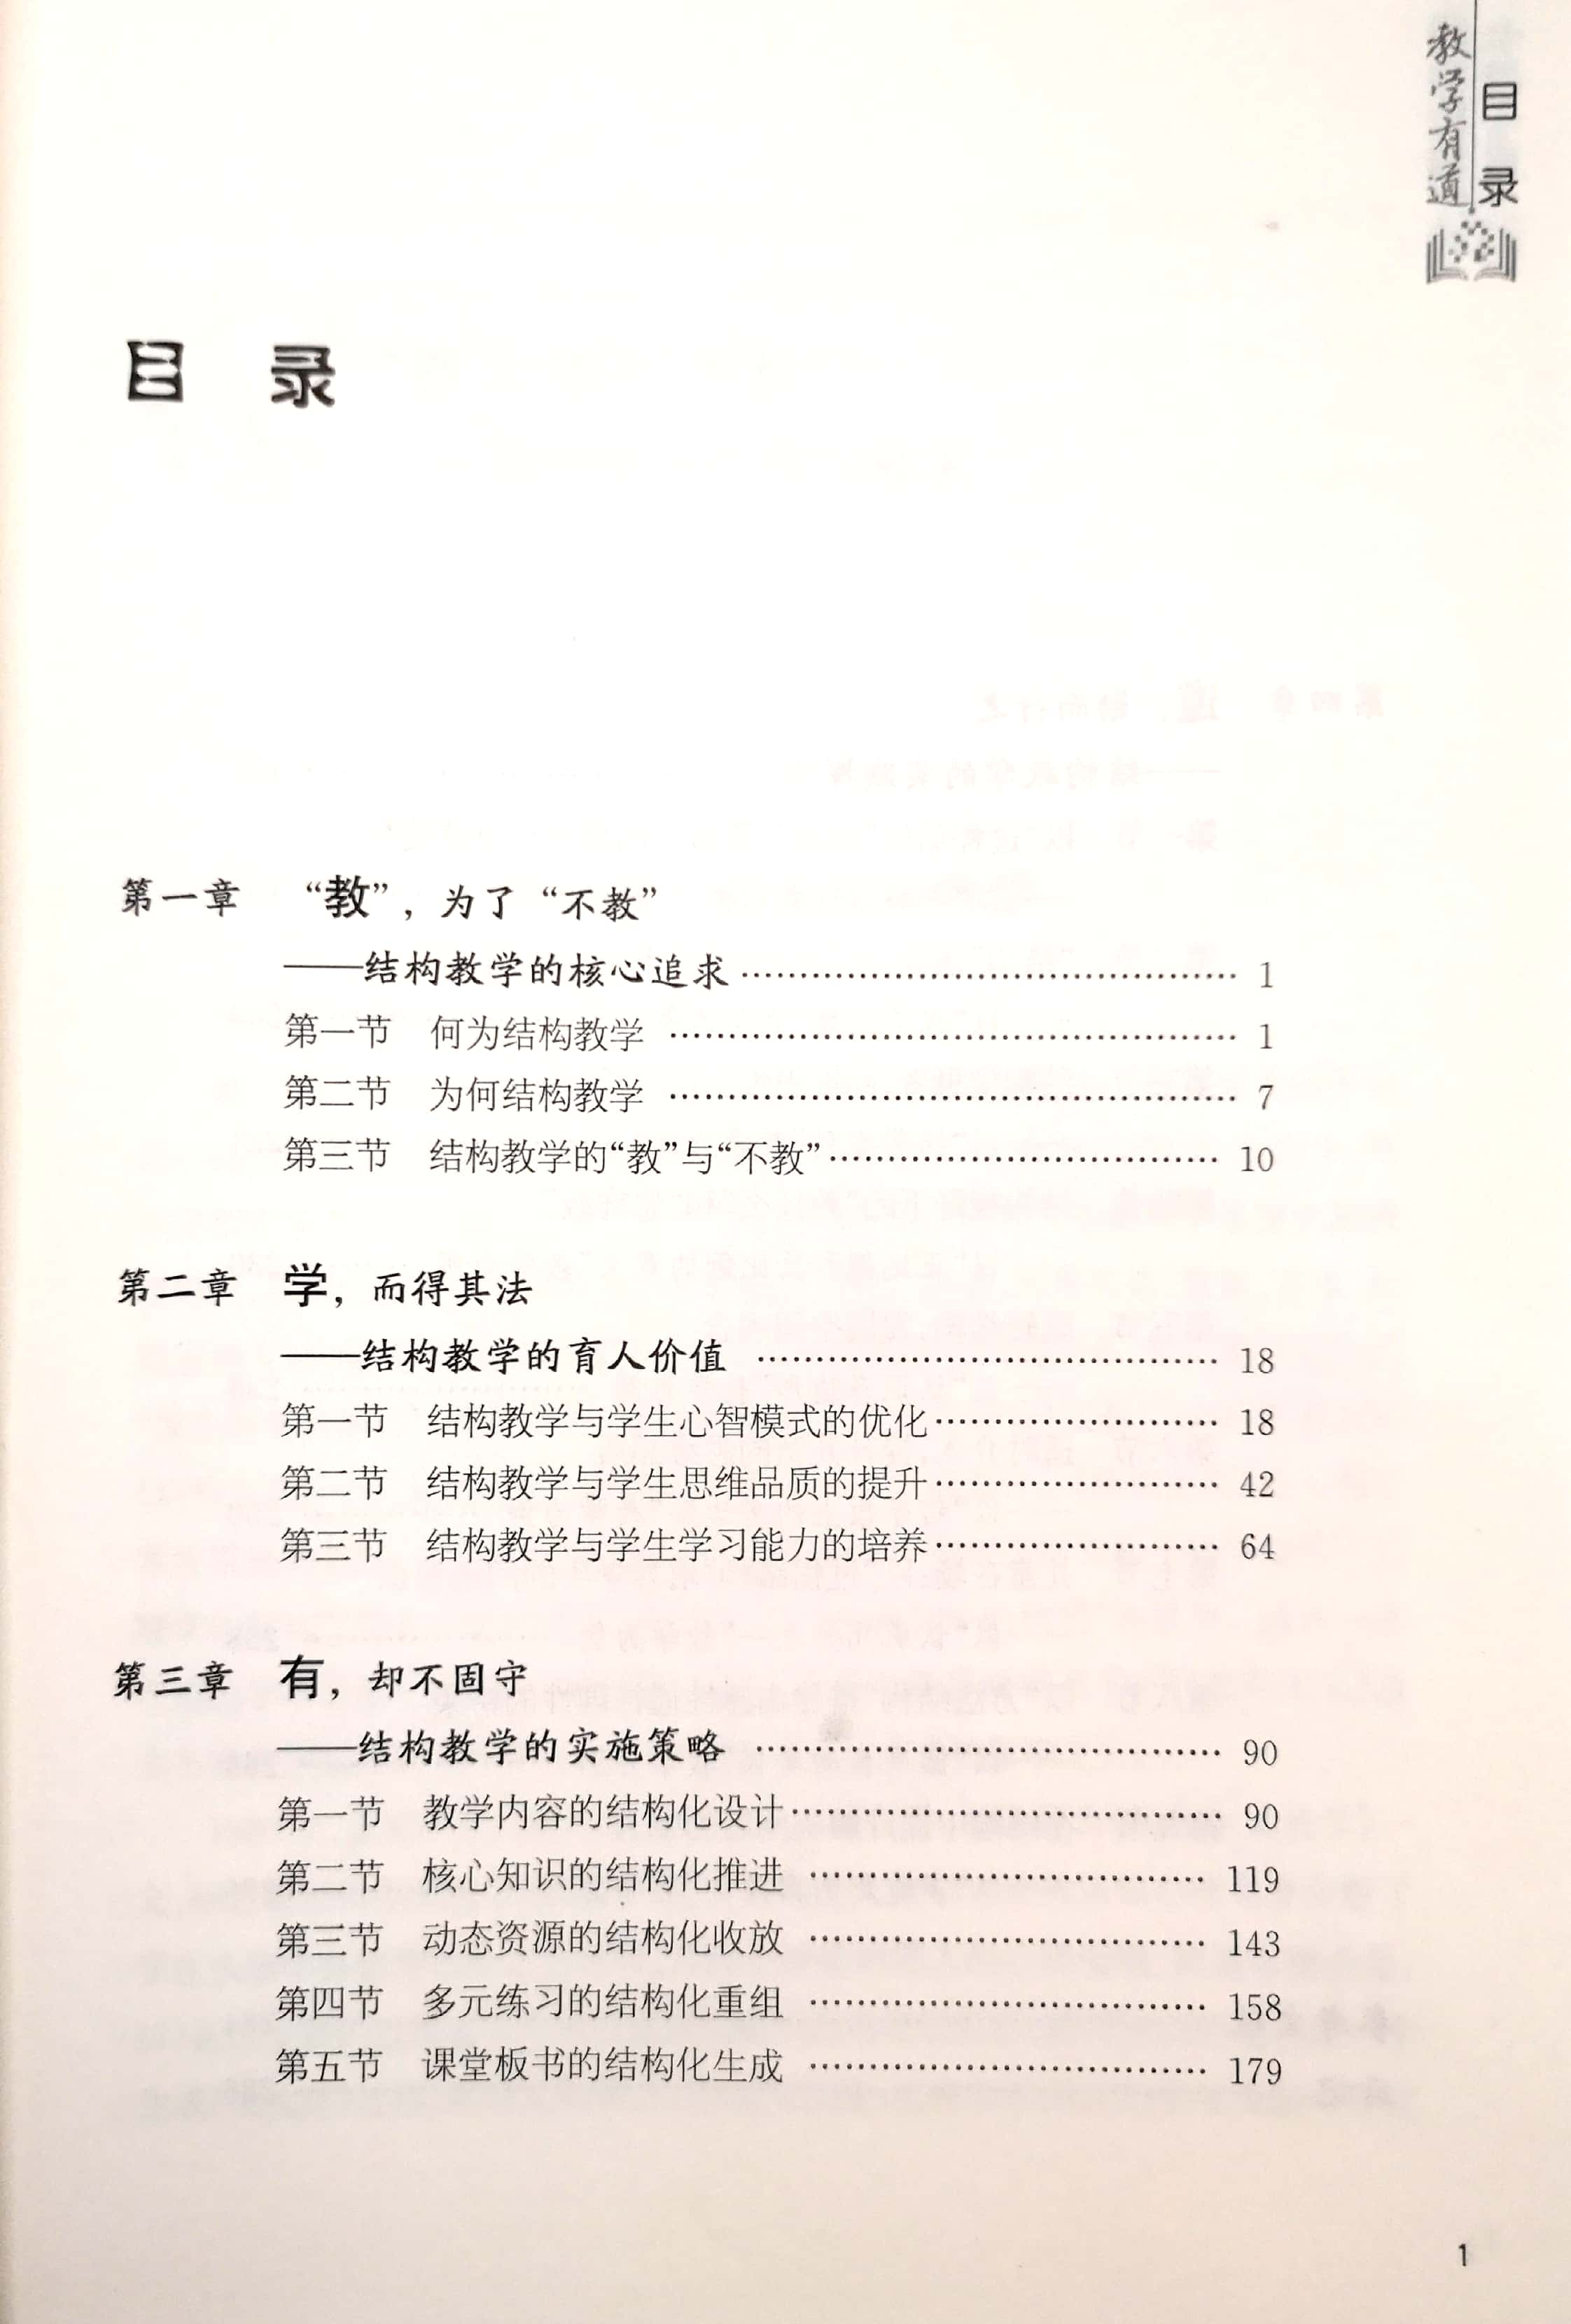 教学有道
目录
目 录
第一章 “教”，为了“不教”
——结构教学的核心追求 …… 1
第一节 何为结构教学 …… 1
第二节 为何结构教学 …… 7
第三节 结构教学的“教”与“不教” …… 10
第二章 学，而得其法
——结构教学的育人价值 …… 18
第一节 结构教学与学生心智模式的优化 …… 18
第二节 结构教学与学生思维品质的提升 …… 42
第三节 结构教学与学生学习能力的培养 …… 64
第三章 有，却不固守
——结构教学的实施策略 …… 90
第一节 教学内容的结构化设计 …… 90
第二节 核心知识的结构化推进 …… 119
第三节 动态资源的结构化收放 …… 143
第四节 多元练习的结构化重组 …… 158
第五节 课堂板书的结构化生成 …… 179
1